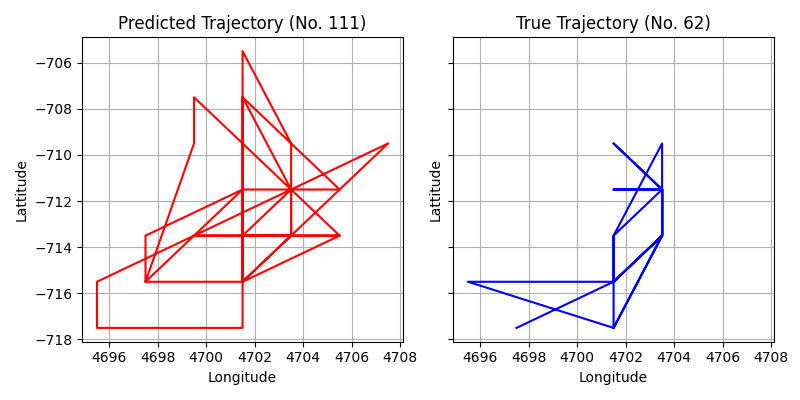 Predicted Trajectory (No. 111)
Lattitude
−706
−708
−710
−712
−714
−716
−718
4696 4698 4700 4702 4704 4706 4708
Longitude
True Trajectory (No. 62)
Lattitude
4696 4698 4700 4702 4704 4706 4708
Longitude